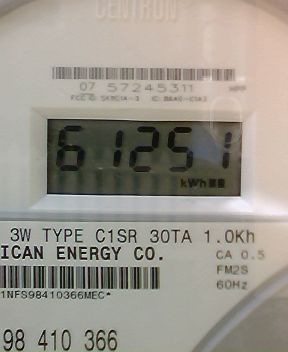 CENTRON
07 57245311
61251
kWh
3W TYPE C1SR 30TA 1.0Kh
ICAN ENERGY CO.
CA 0.5
FM2S
60Hz
1NFS98410366MEC*
98 410 366